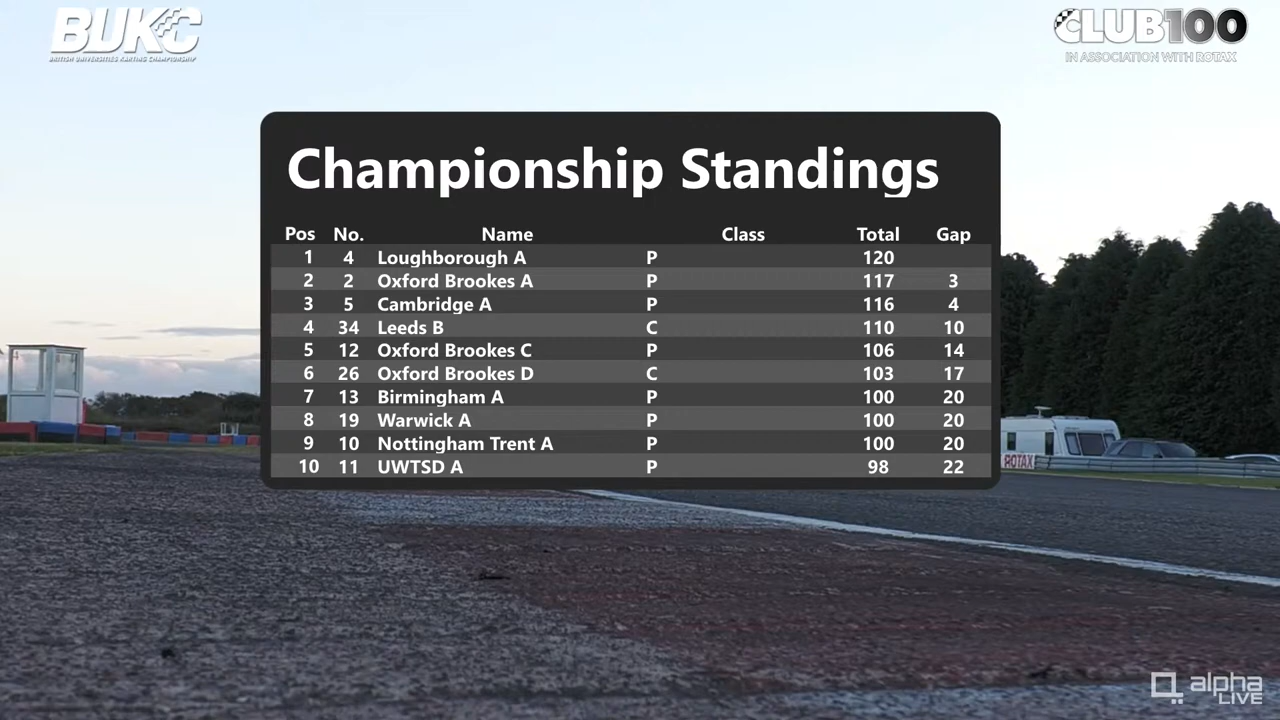 BUKC
BRITISH UNIVERSITIES KARTING CHAMPIONSHIP
CLUB100
IN ASSOCIATION WITH ROTAX
Championship Standings
Pos No. Name Class Total Gap
1 4 Loughborough A P 120
2 2 Oxford Brookes A P 117 3
3 5 Cambridge A P 116 4
4 34 Leeds B C 110 10
5 12 Oxford Brookes C P 106 14
6 26 Oxford Brookes D C 103 17
7 13 Birmingham A P 100 20
8 19 Warwick A P 100 20
9 10 Nottingham Trent A P 100 20
10 11 UWTSD A P 98 22
ROTAX
alpha
LIVE